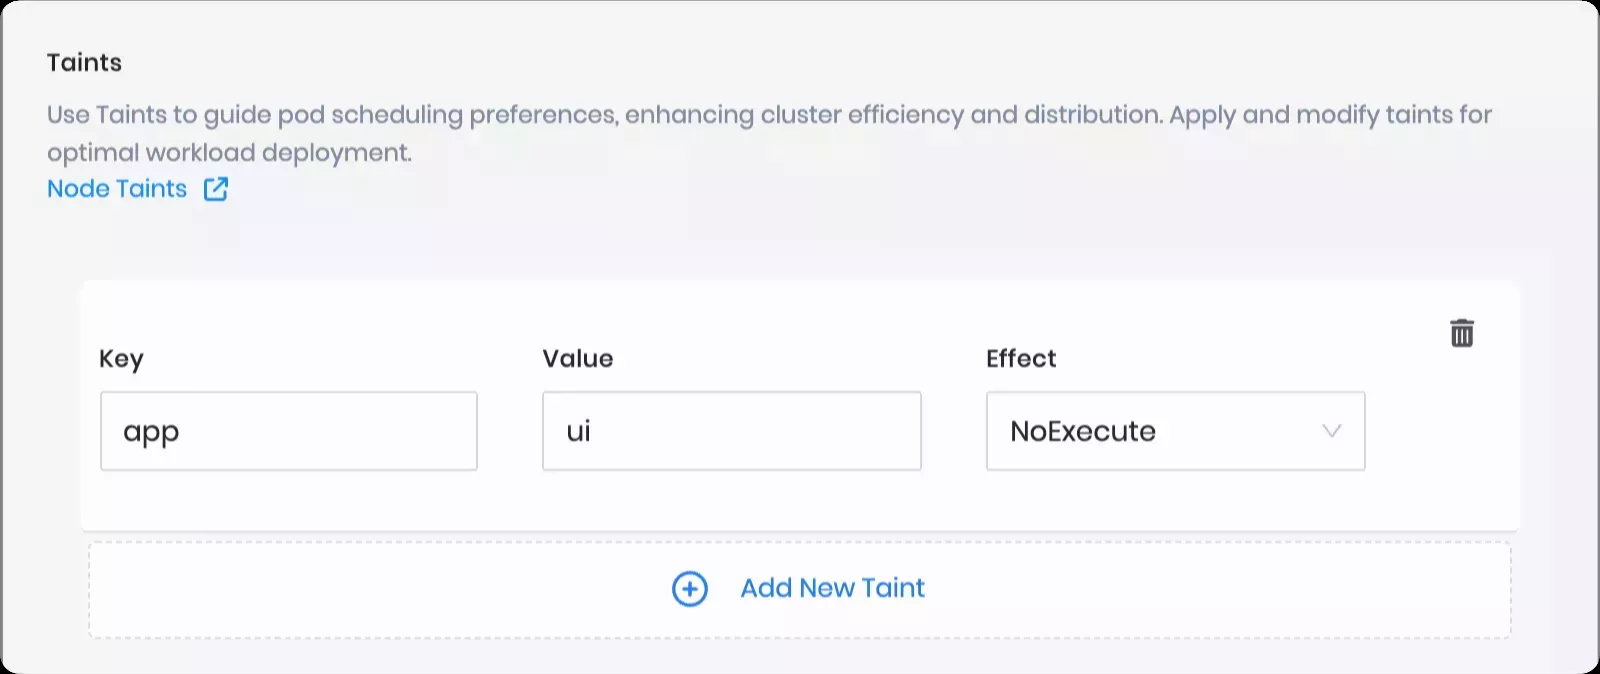 Taints
Use Taints to guide pod scheduling preferences, enhancing cluster efficiency and distribution. Apply and modify taints for
optimal workload deployment.
Node Taints
Key
Value
Effect
app
ui
NoExecute
Add New Taint